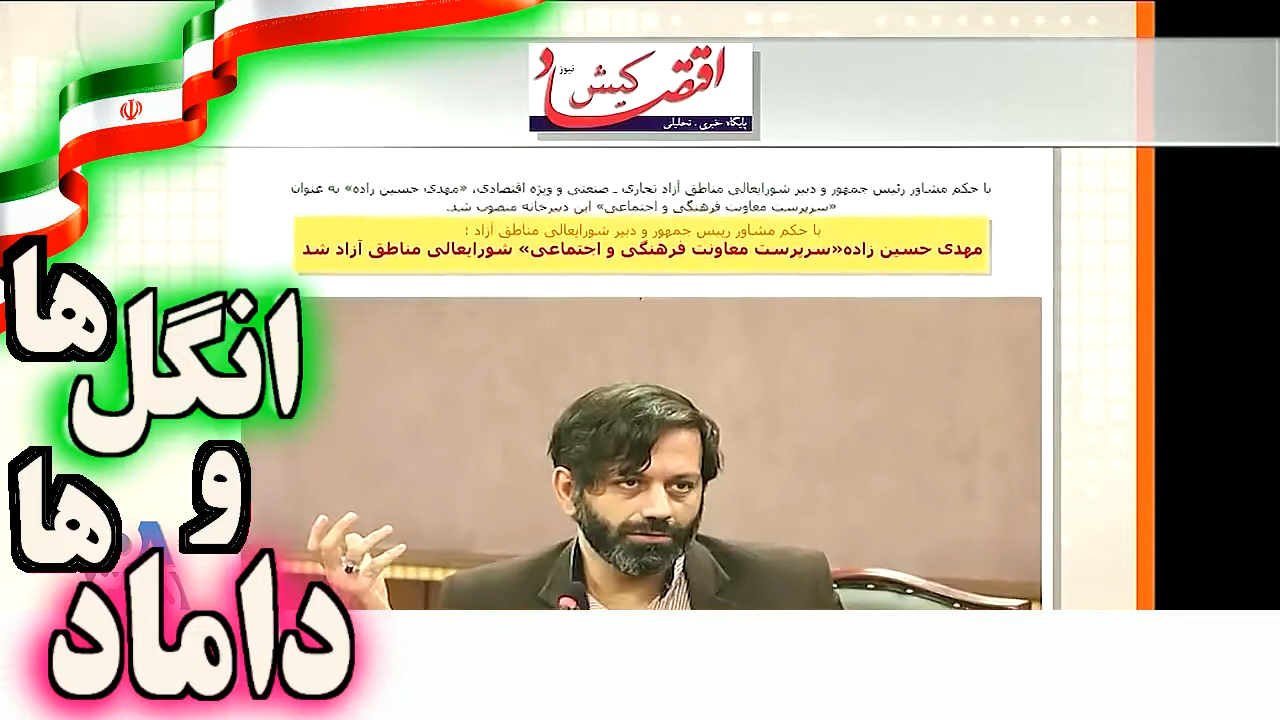 اقتصاد
کیش
نیوز
پایگاه خبری . تحلیلی
با حکم مشاور رئیس جمهور و دبیر شورایعالی مناطق آزاد تجاری ـ صنعتی و ویژه اقتصادی، «مهدی حسین زاده» به عنوان
«سرپرست معاونت فرهنگی و اجتماعی» این دبیرخانه منصوب شد.
با حکم مشاور رییس جمهور و دبیر شورایعالی مناطق آزاد ؛
مهدی حسین زاده«سرپرست معاونت فرهنگی و اجتماعی» شورایعالی مناطق آزاد شد
انگل ها
و
داماد ها